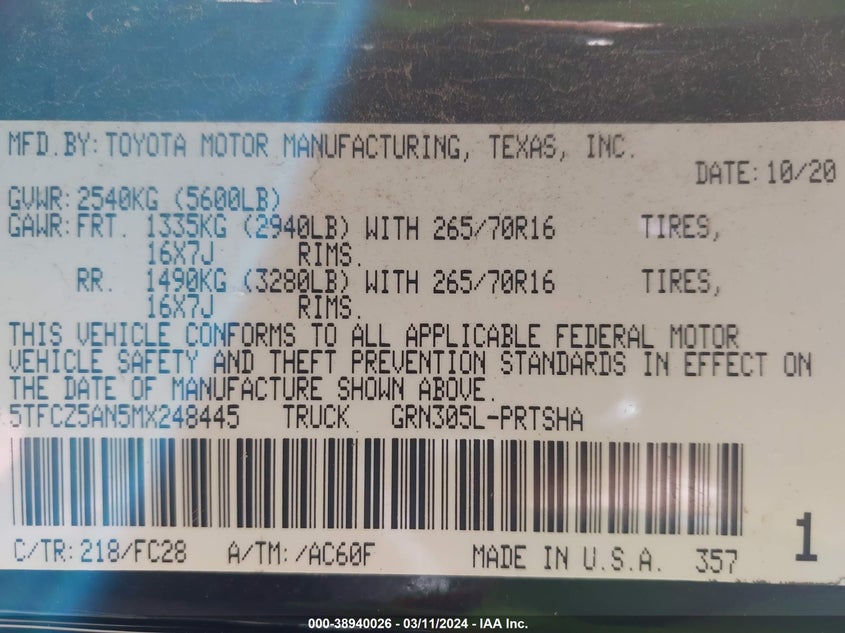 MFD.BY: TOYOTA MOTOR MANUFACTURING, TEXAS, INC.
DATE: 10/20
GVWR: 2540KG (5600LB)
GAWR: FRT. 1335KG (2940LB) WITH 265/70R16 TIRES,
16X7J RIMS.
RR. 1490KG (3280LB) WITH 265/70R16 TIRES,
16X7J RIMS.
THIS VEHICLE CONFORMS TO ALL APPLICABLE FEDERAL MOTOR
VEHICLE SAFETY AND THEFT PREVENTION STANDARDS IN EFFECT ON
THE DATE OF MANUFACTURE SHOWN ABOVE.
5TFCZ5AN5MX248445 TRUCK GRN305L-PRTSHA
C/TR: 218/FC28 A/TM: /AC60F MADE IN U.S.A. 357 1
000-38940026 - 03/11/2024 - IAA Inc.